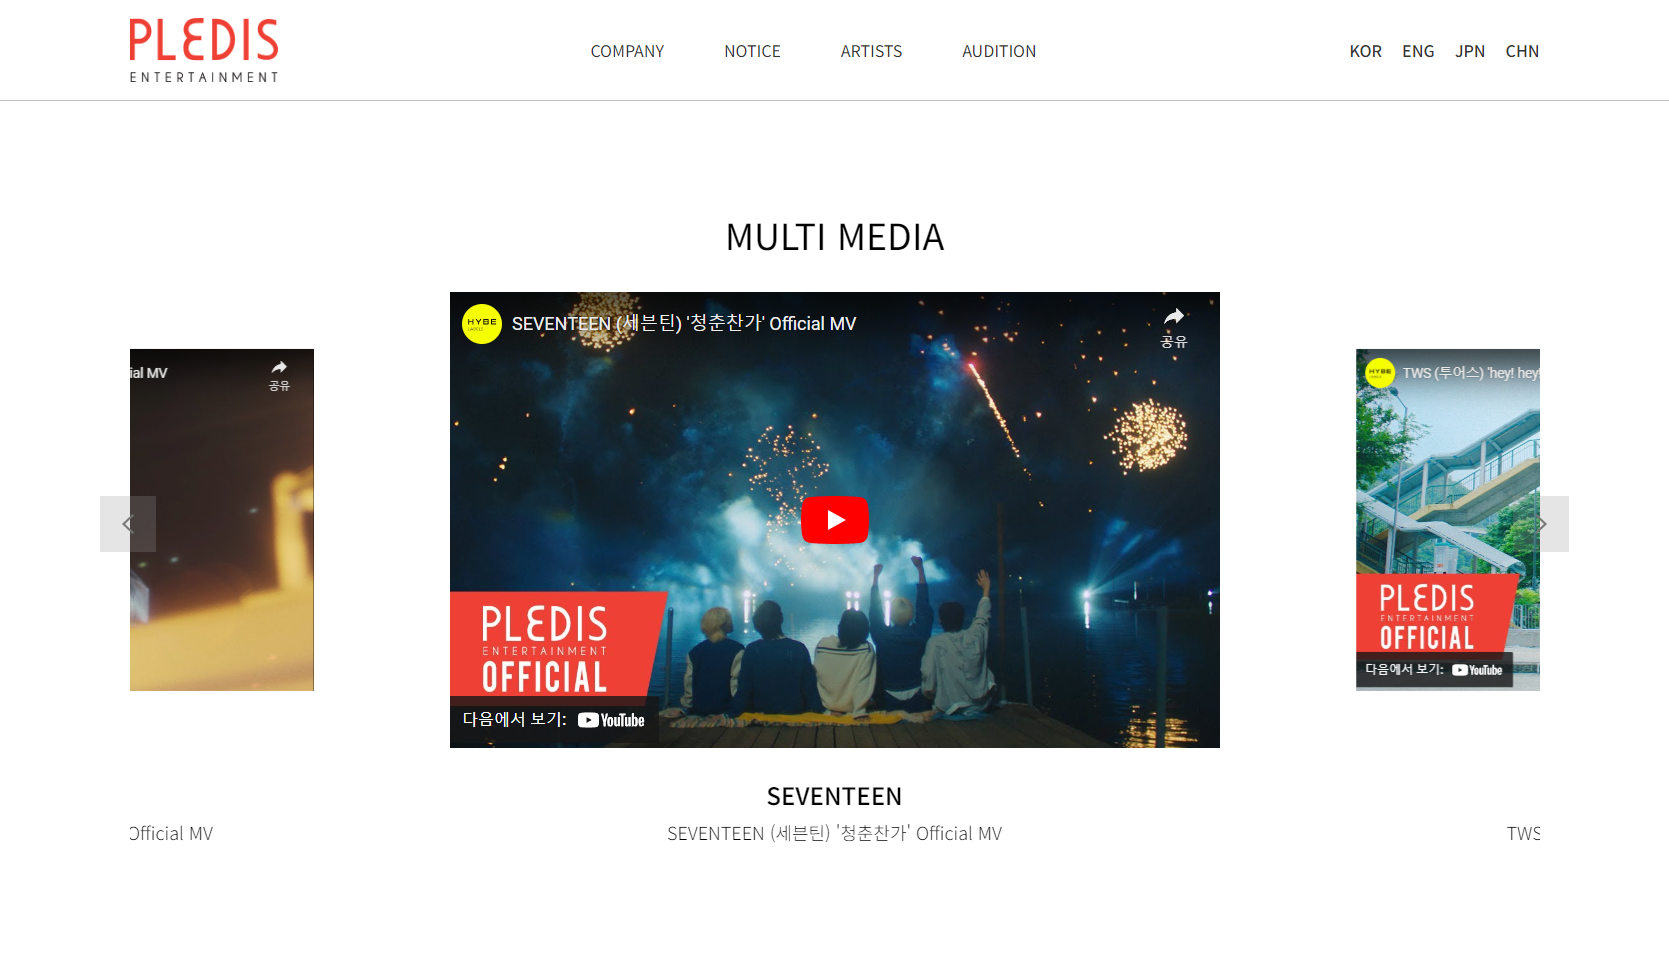 PLEDIS
ENTERTAINMENT
COMPANY
NOTICE
ARTISTS
AUDITION
KOR
ENG
JPN
CHN
MULTI MEDIA
ial MV
공유
HYBE
LABELS
SEVENTEEN (세븐틴) '청춘찬가' Official MV
공유
PLEDIS
ENTERTAINMENT
OFFICIAL
다음에서 보기: YouTube
HYBE
LABELS
TWS (투어스) 'hey! hey!
PLEDIS
ENTERTAINMENT
OFFICIAL
다음에서 보기: YouTube
SEVENTEEN
Official MV
SEVENTEEN (세븐틴) '청춘찬가' Official MV
TWS